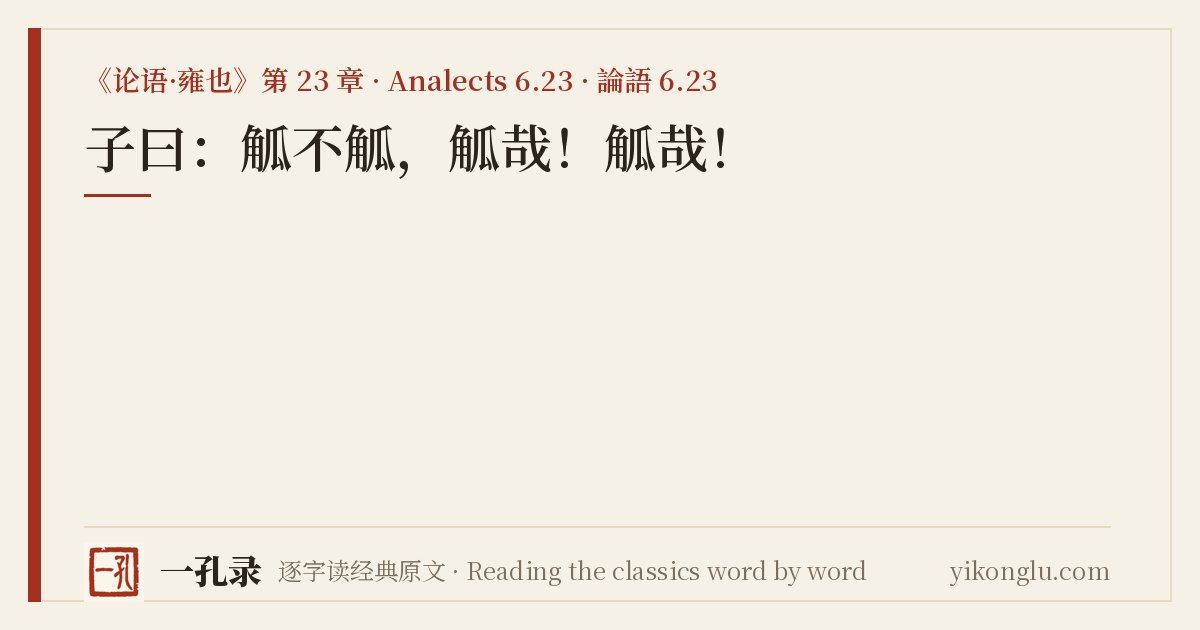 《论语·雍也》第 23 章 · Analects 6.23 · 論語 6.23
子曰：觚不觚，觚哉！觚哉！
一孔
一孔录 逐字读经典原文 · Reading the classics word by word yikonglu.com